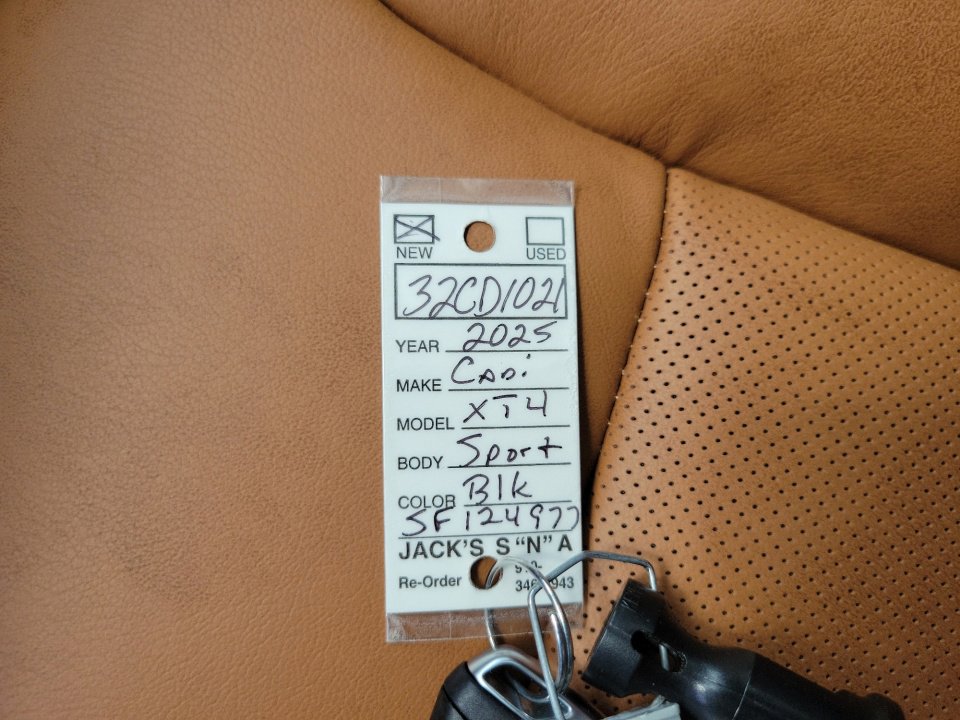 NEW USED
32CD1021
YEAR 2025
MAKE Cadi
MODEL XT4
BODY Sport
COLOR Blk
SF124977
JACK'S S "N" A
Re-Order